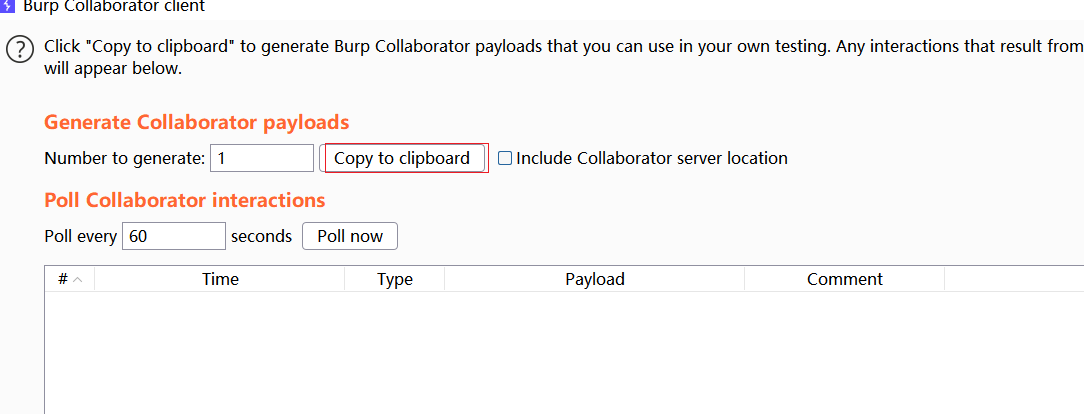 Burp Collaborator client
Click "Copy to clipboard" to generate Burp Collaborator payloads that you can use in your own testing. Any interactions that result from
will appear below.
Generate Collaborator payloads
Number to generate: 1 Copy to clipboard Include Collaborator server location
Poll Collaborator interactions
Poll every 60 seconds Poll now
# Time Type Payload Comment